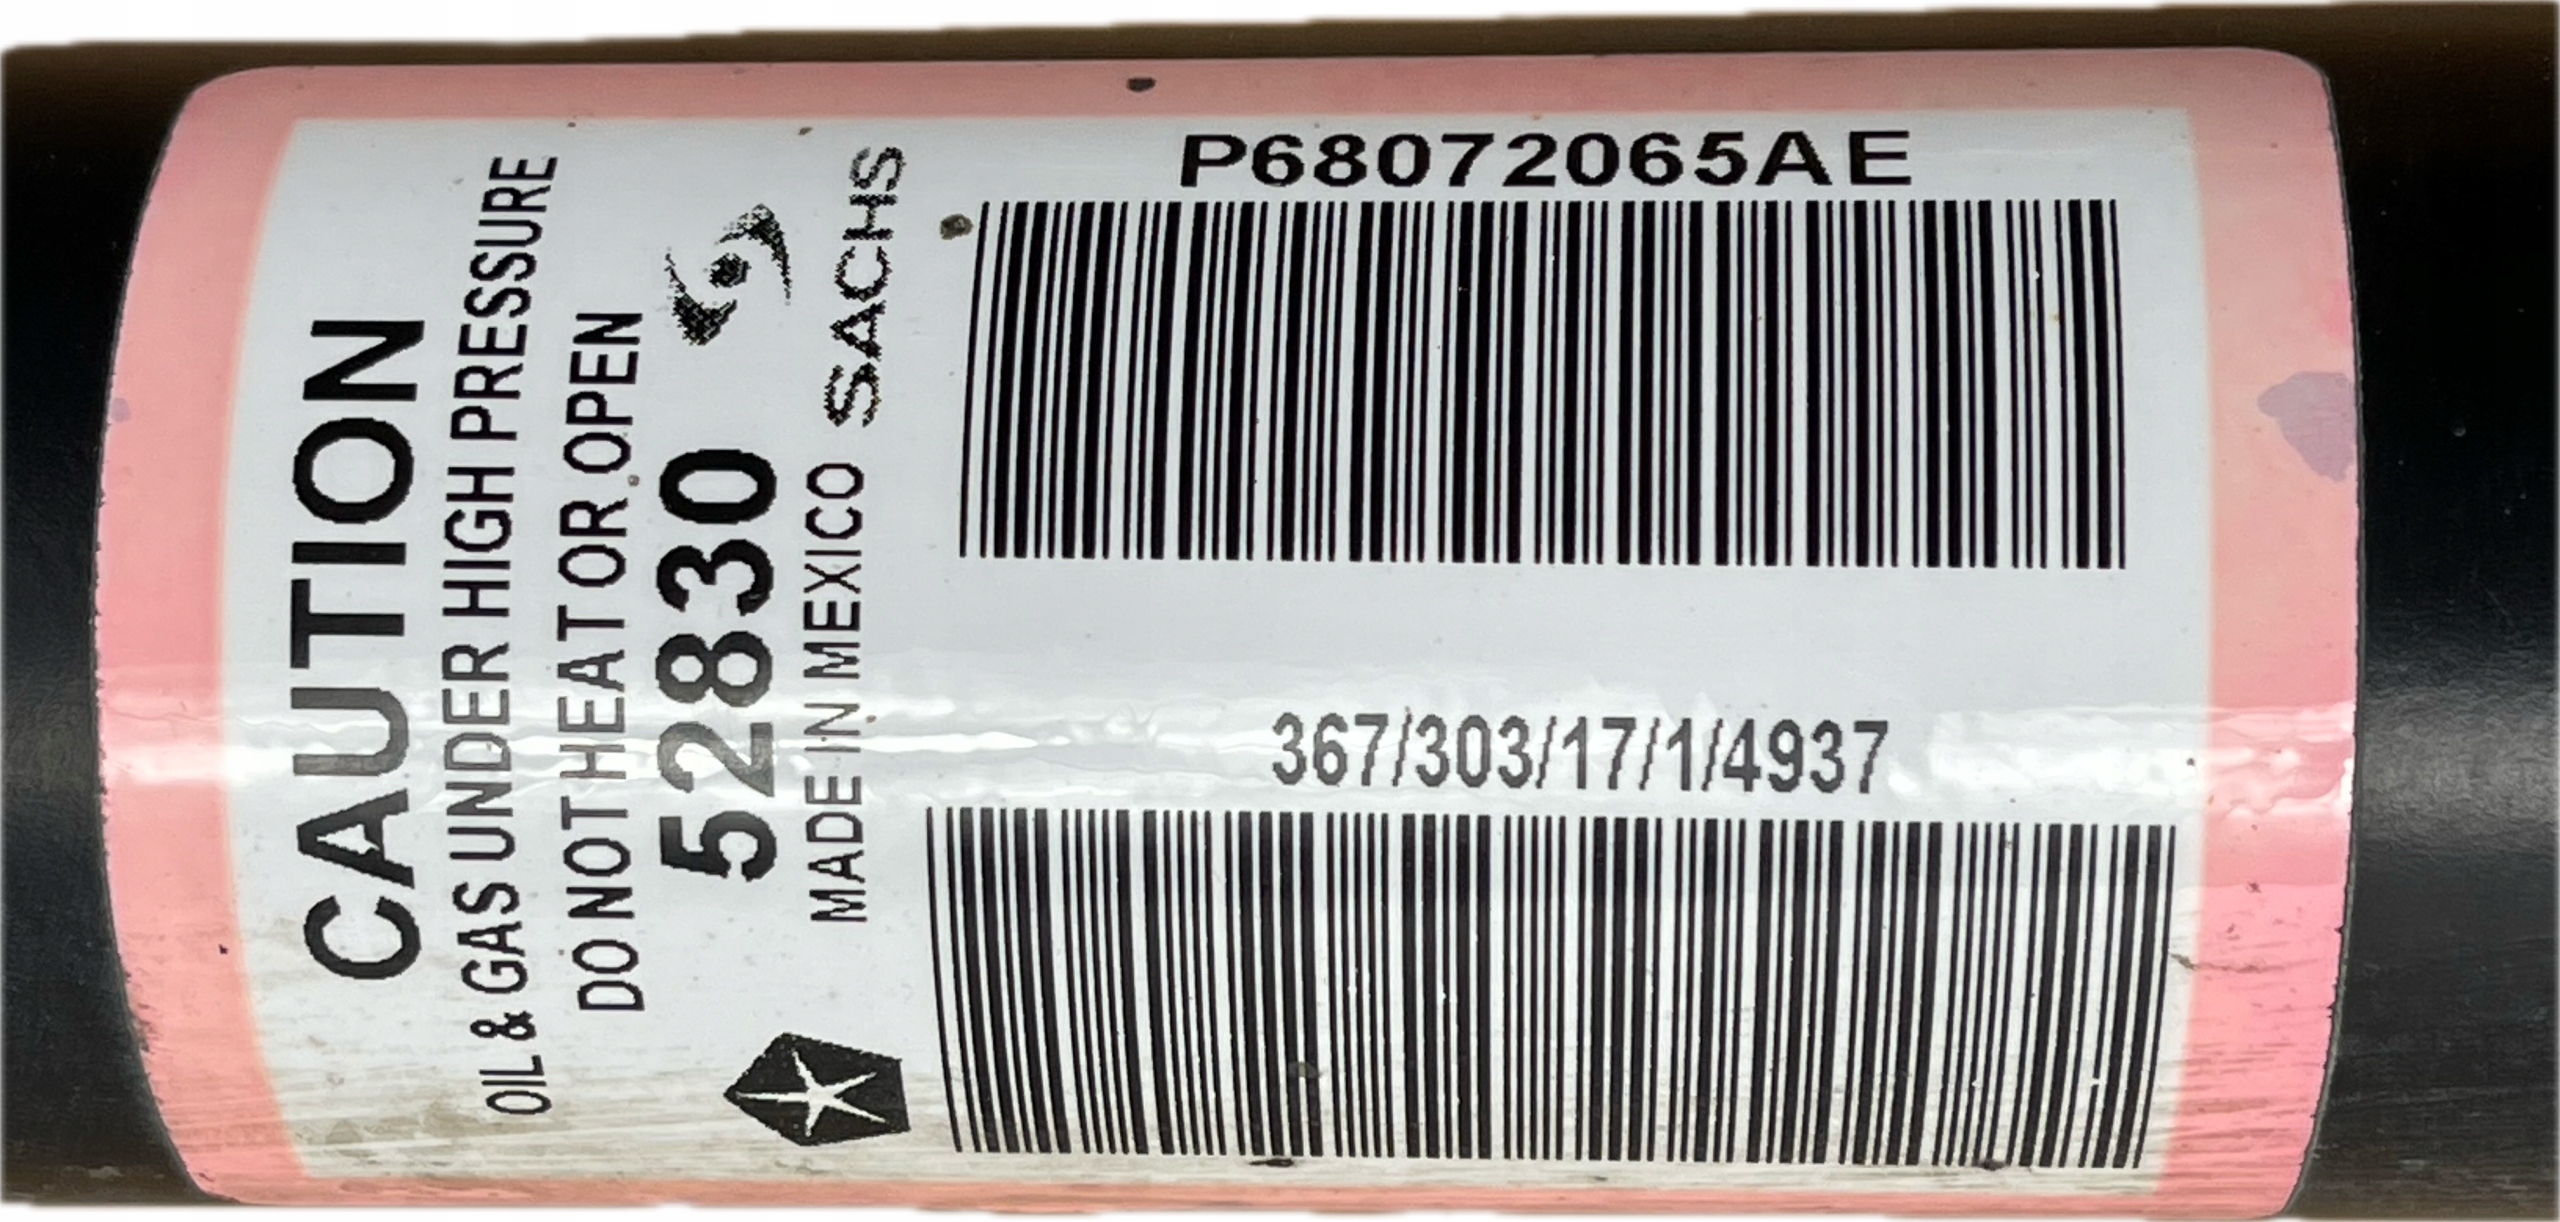 CAUTION
OIL & GAS UNDER HIGH PRESSURE
DO NOT HEAT OR OPEN
52830
MADE IN MEXICO SACHS
P68072065AE
367/303/17/1/4937